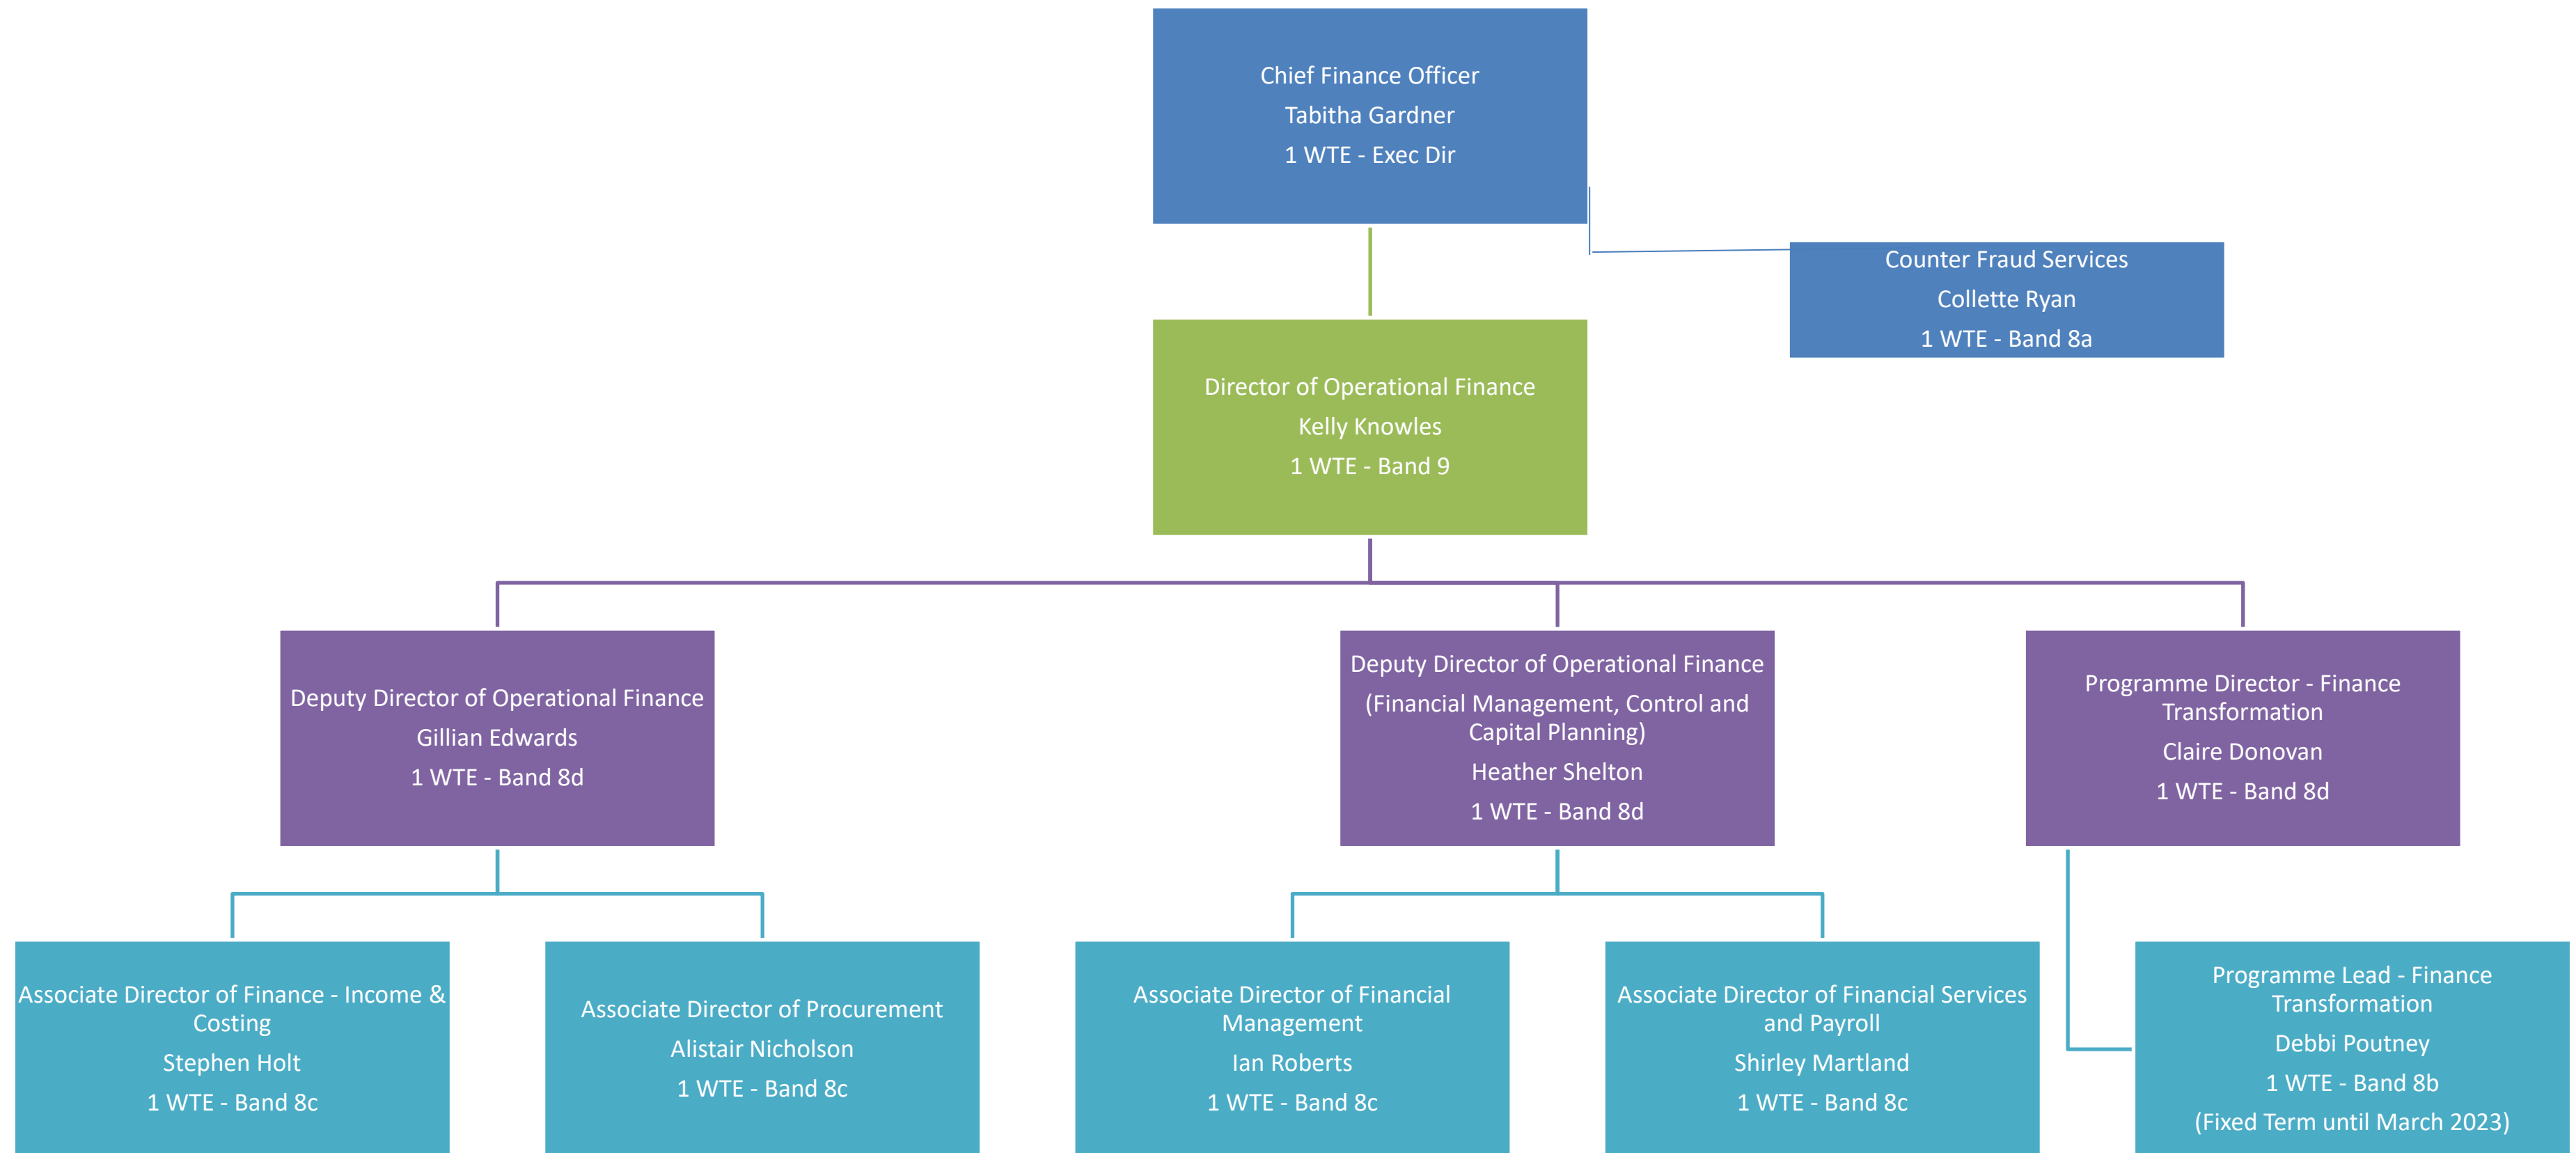 Chief Finance Officer
Tabitha Gardner
1 WTE - Exec Dir
Counter Fraud Services
Collette Ryan
1 WTE - Band 8a
Director of Operational Finance
Kelly Knowles
1 WTE - Band 9
Deputy Director of Operational Finance
Gillian Edwards
1 WTE - Band 8d
Deputy Director of Operational Finance
(Financial Management, Control and
Capital Planning)
Heather Shelton
1 WTE - Band 8d
Programme Director - Finance
Transformation
Claire Donovan
1 WTE - Band 8d
Associate Director of Finance - Income &
Costing
Stephen Holt
1 WTE - Band 8c
Associate Director of Procurement
Alistair Nicholson
1 WTE - Band 8c
Associate Director of Financial
Management
Ian Roberts
1 WTE - Band 8c
Associate Director of Financial Services
and Payroll
Shirley Martland
1 WTE - Band 8c
Programme Lead - Finance
Transformation
Debbi Poutney
1 WTE - Band 8b
(Fixed Term until March 2023)